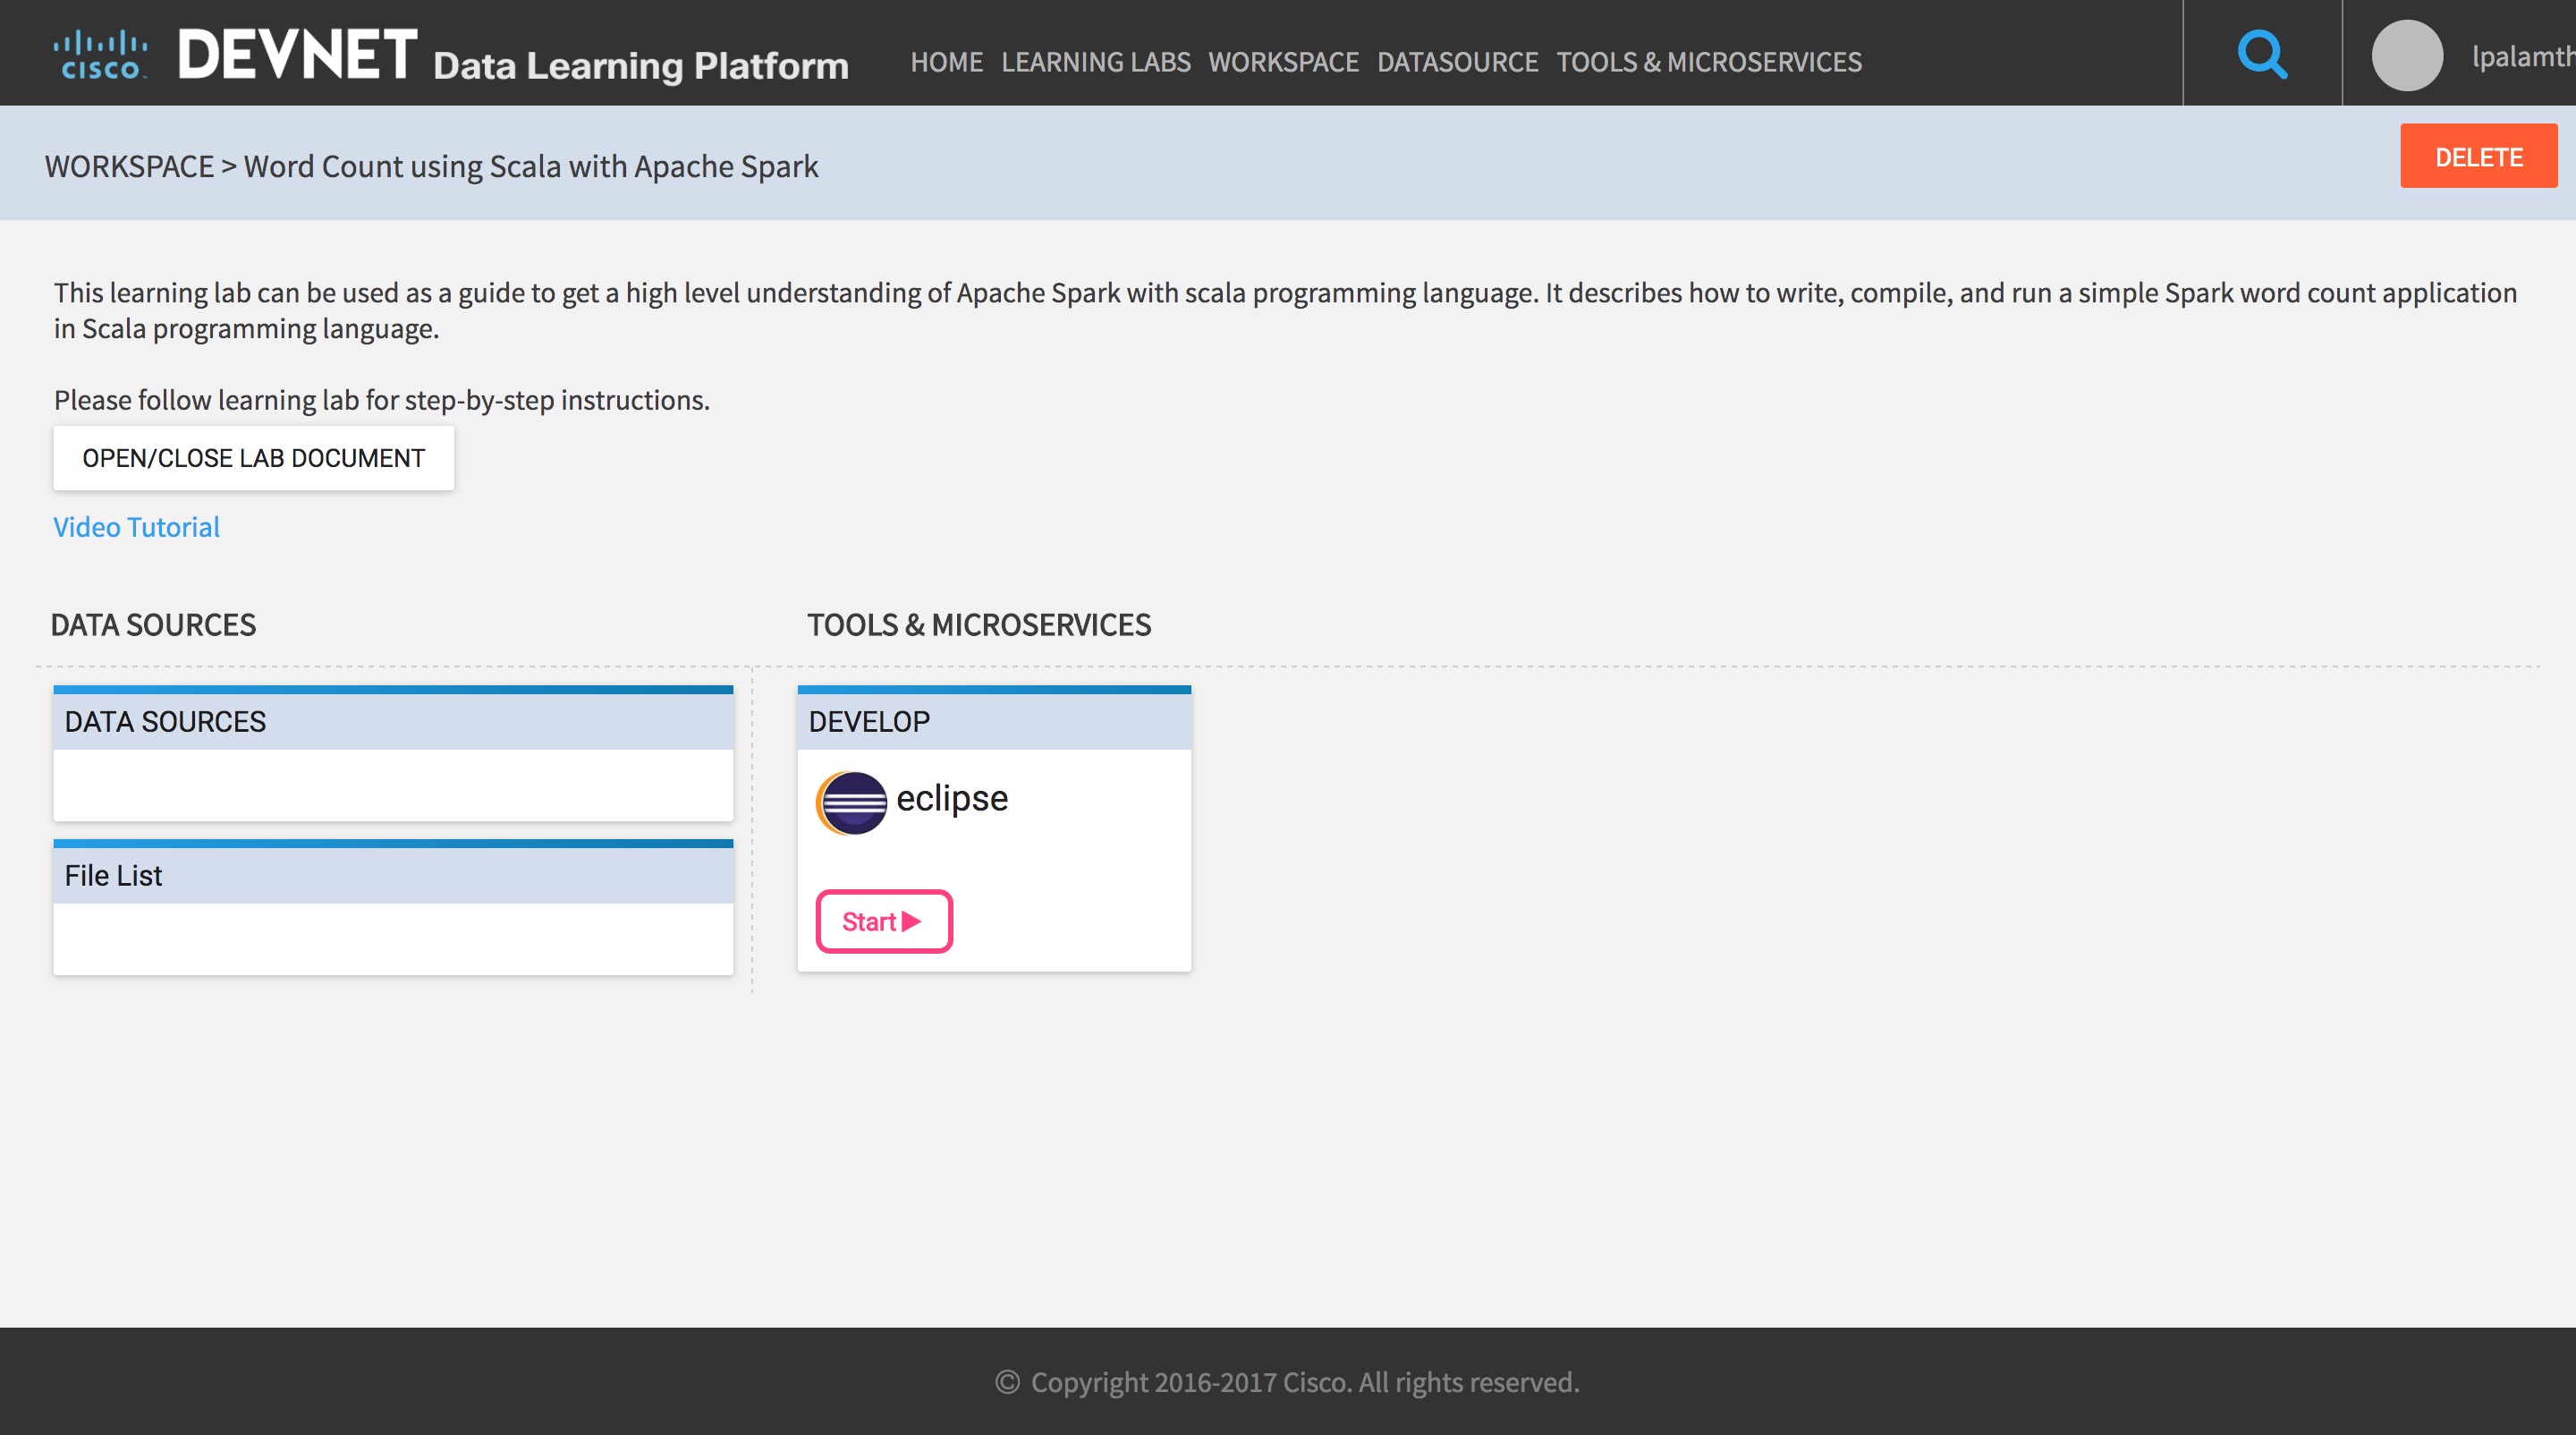 CISCO DEVNET Data Learning Platform HOME LEARNING LABS WORKSPACE DATASOURCE TOOLS & MICROSERVICES lpalamth
WORKSPACE > Word Count using Scala with Apache Spark DELETE
This learning lab can be used as a guide to get a high level understanding of Apache Spark with scala programming language. It describes how to write, compile, and run a simple Spark word count application
in Scala programming language.
Please follow learning lab for step-by-step instructions.
OPEN/CLOSE LAB DOCUMENT
Video Tutorial
DATA SOURCES TOOLS & MICROSERVICES
DATA SOURCES
File List
DEVELOP
eclipse
Start
© Copyright 2016-2017 Cisco. All rights reserved.